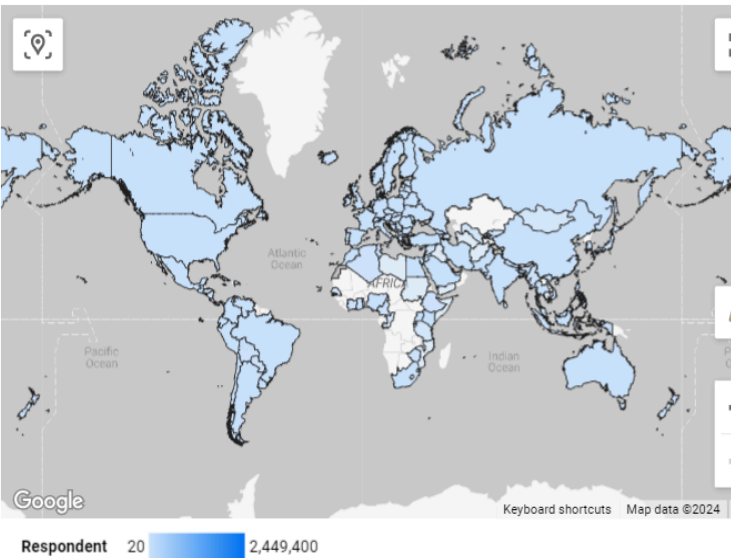 Atlantic
Ocean
AFRICA
Pacific
Ocean
Indian
Ocean
Google
Keyboard shortcuts
Map data ©2024
Respondent 20 2,449,400